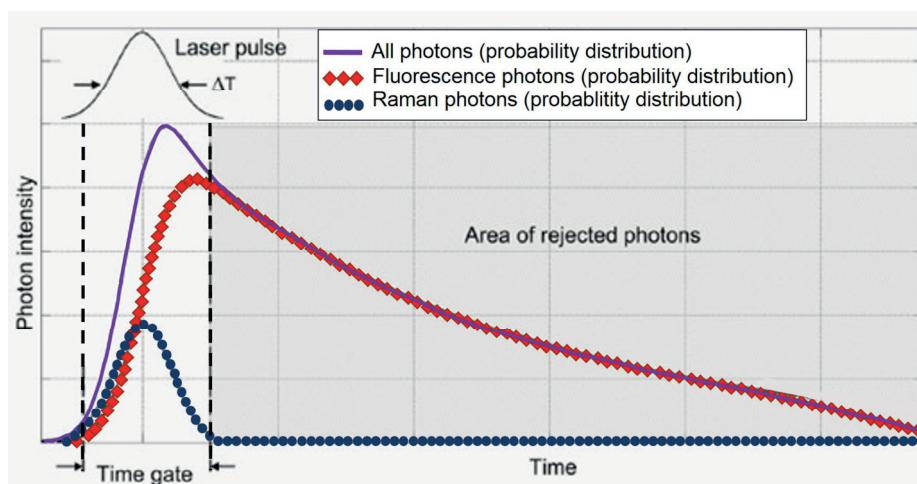 Laser pulse
ΔT
All photons (probability distribution)
Fluorescence photons (probability distribution)
Raman photons (probablitity distribution)
Photon intensity
Area of rejected photons
Time gate
Time